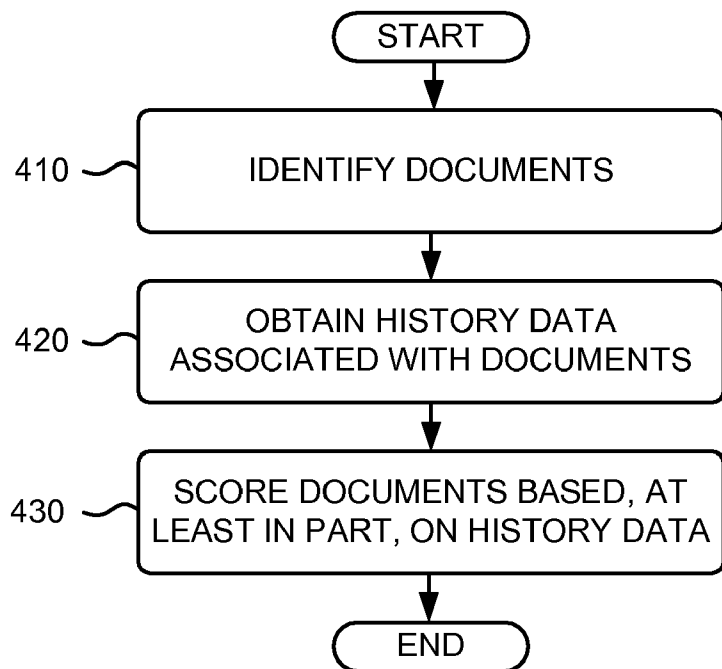 START
410
IDENTIFY DOCUMENTS
420
OBTAIN HISTORY DATA
ASSOCIATED WITH DOCUMENTS
430
SCORE DOCUMENTS BASED, AT
LEAST IN PART, ON HISTORY DATA
END